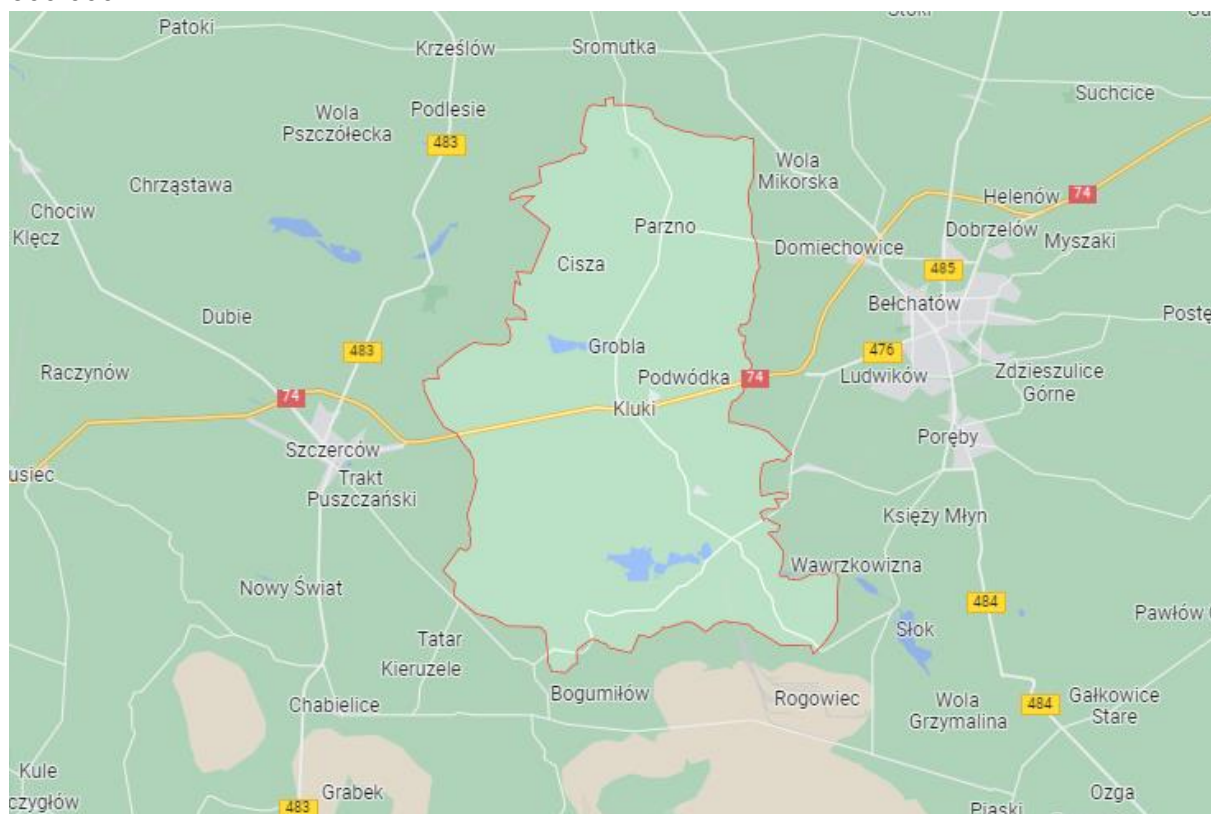 Patoki
Krześlów
Sromutka
Suchcice
Wola
Pszczółecka
Podlesie
483
Wola
Mikorska
Chrząstawa
Helenów
74
Chociw
Klęcz
Parzno
Dobrzelów
Myszaki
Domiechowice
Cisza
485
Bełchatów
Dubie
Grobla
483
476
Raczynów
Podwódka
74
Ludwików
Zdzieszulice
Górne
74
Kluki
Szczerców
Poręby
usiec
Trakt
Puszczański
Księży Młyn
Wawrzkowizna
Nowy Świat
484
Słok
Tatar
Kieruzele
Bogumiłów
Rogowiec
Wola
Grzymalina
484
Gałkowice
Stare
Chabielice
Kule
czygłów
Grabek
483
Ozga
Piaski